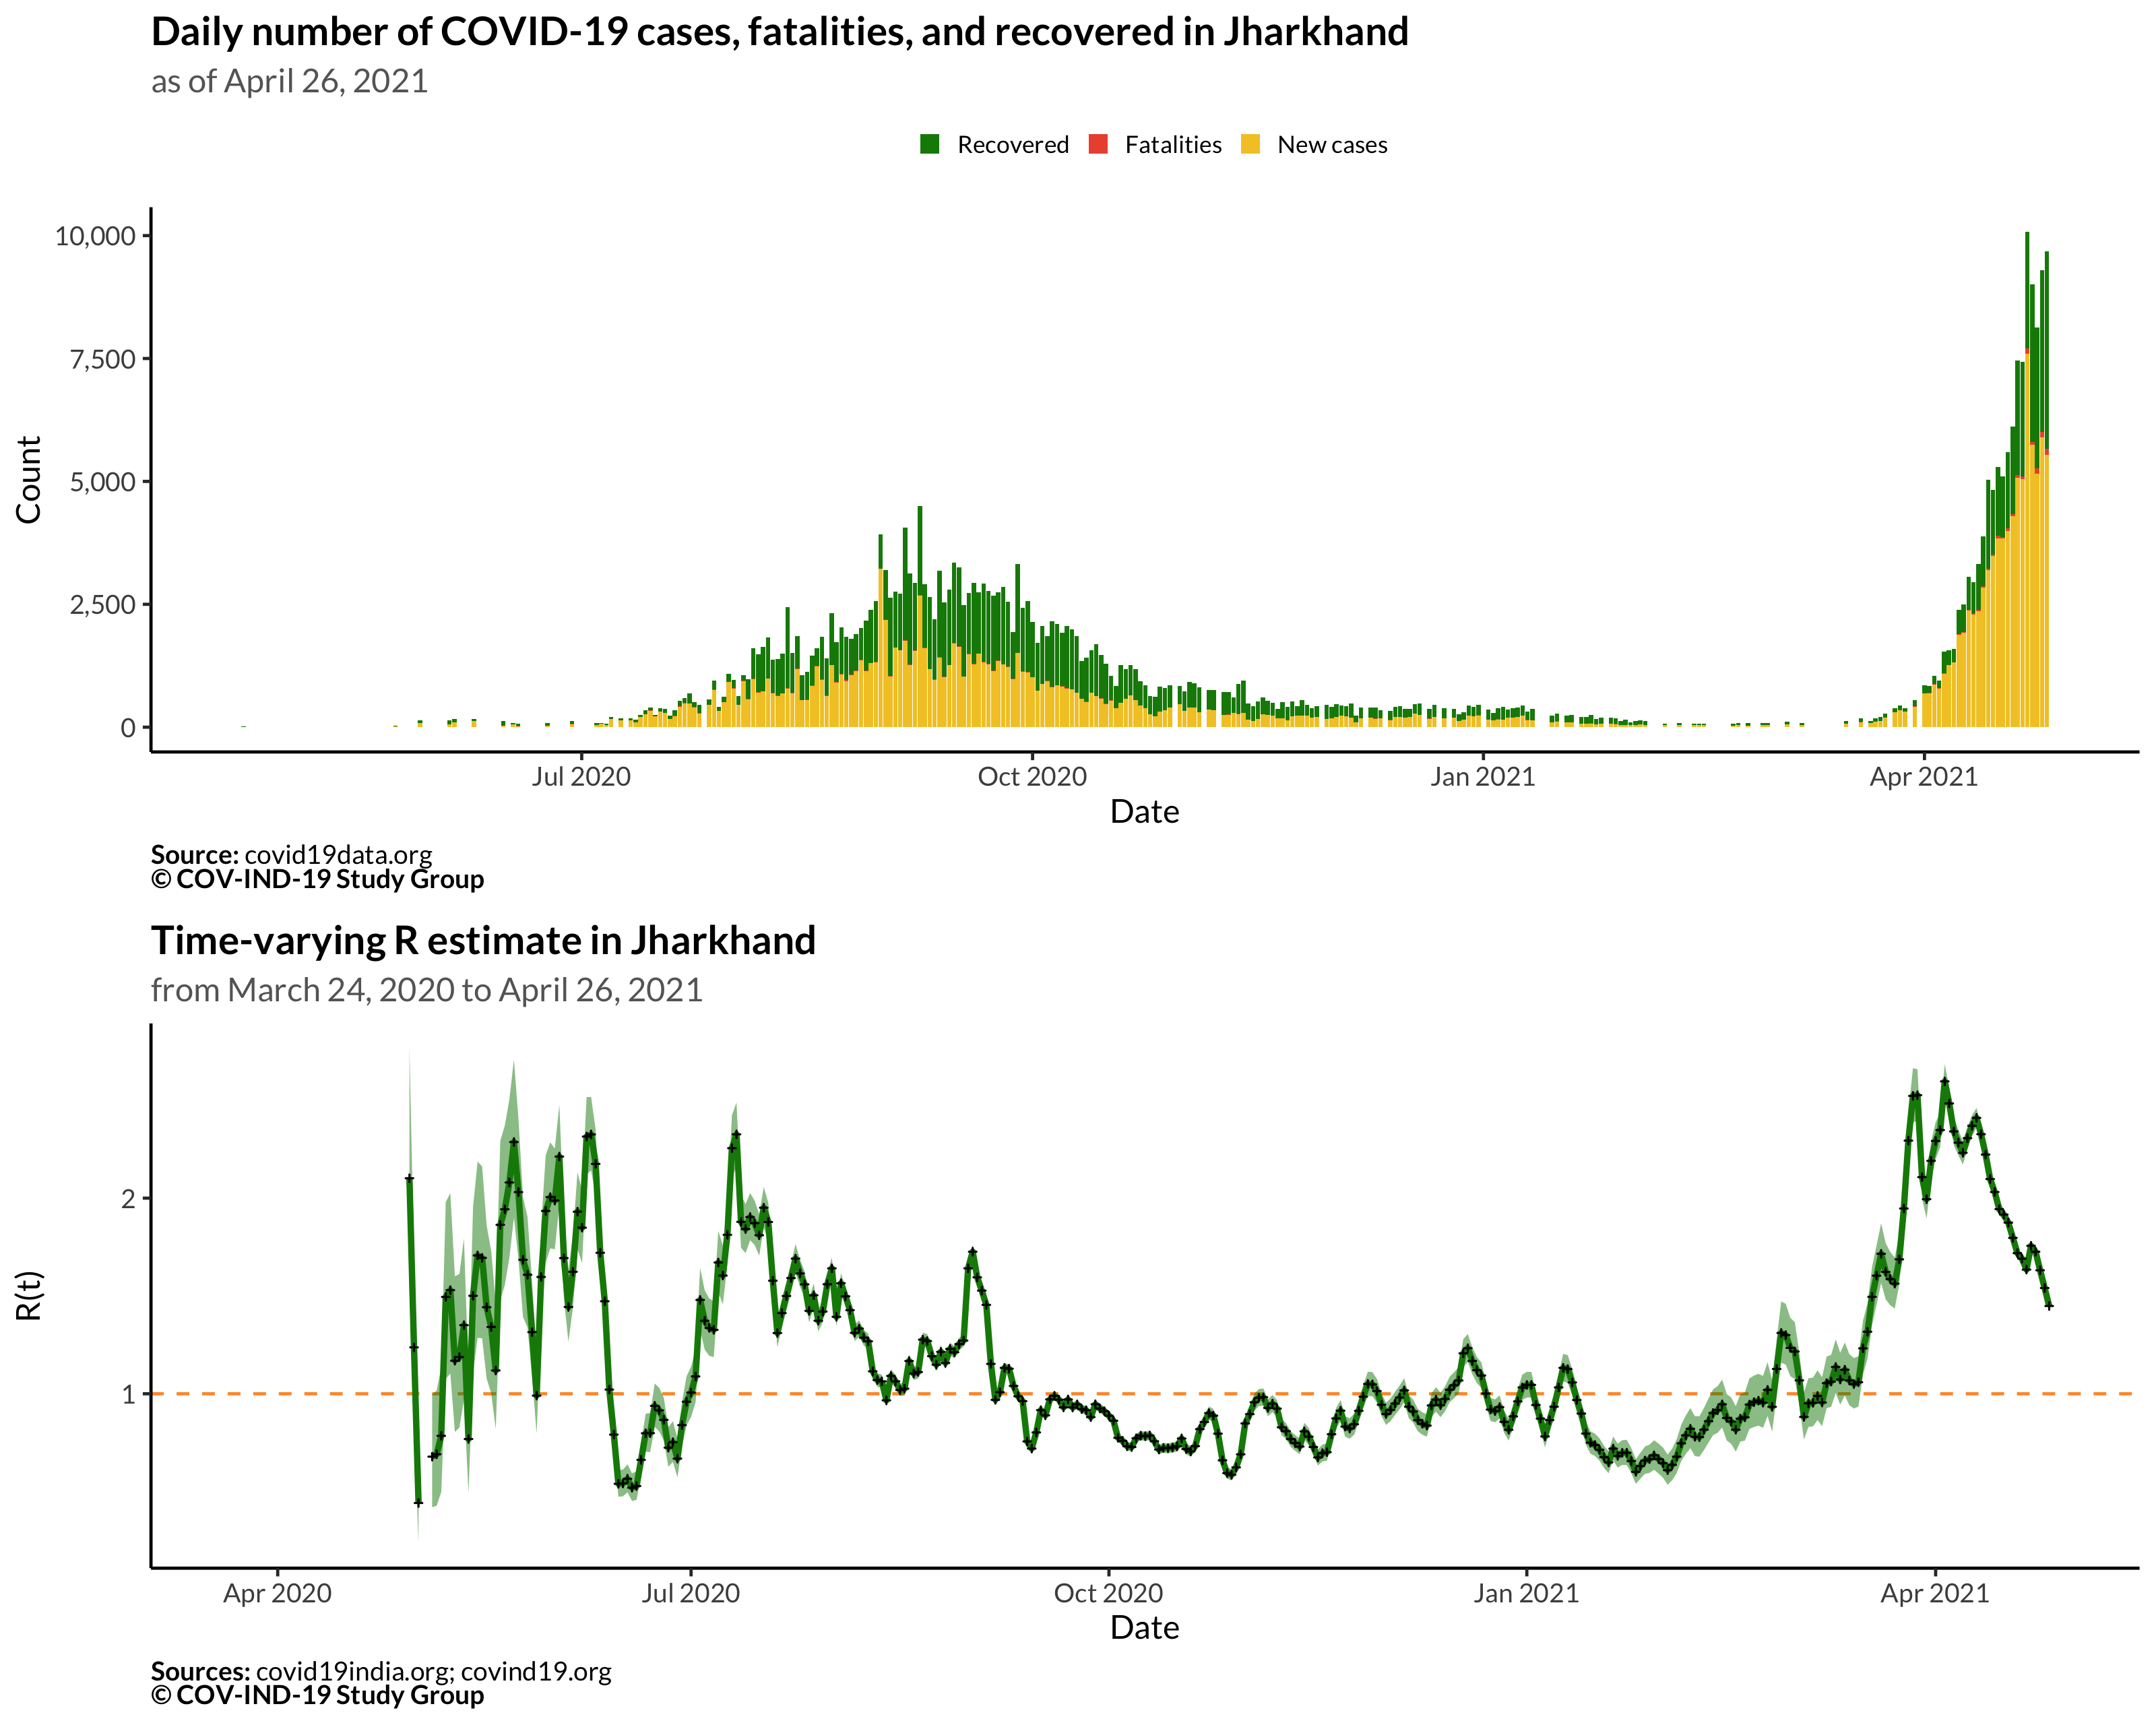 Daily number of COVID-19 cases, fatalities, and recovered in Jharkhand
as of April 26, 2021
Recovered Fatalities New cases
10,000
7,500
5,000
2,500
0
Count
Jul 2020 Oct 2020 Jan 2021 Apr 2021
Date
Source: covid19data.org
© COV-IND-19 Study Group
Time-varying R estimate in Jharkhand
from March 24, 2020 to April 26, 2021
2
1
R(t)
Apr 2020 Jul 2020 Oct 2020 Jan 2021 Apr 2021
Date
Sources: covid19india.org; covind19.org
© COV-IND-19 Study Group